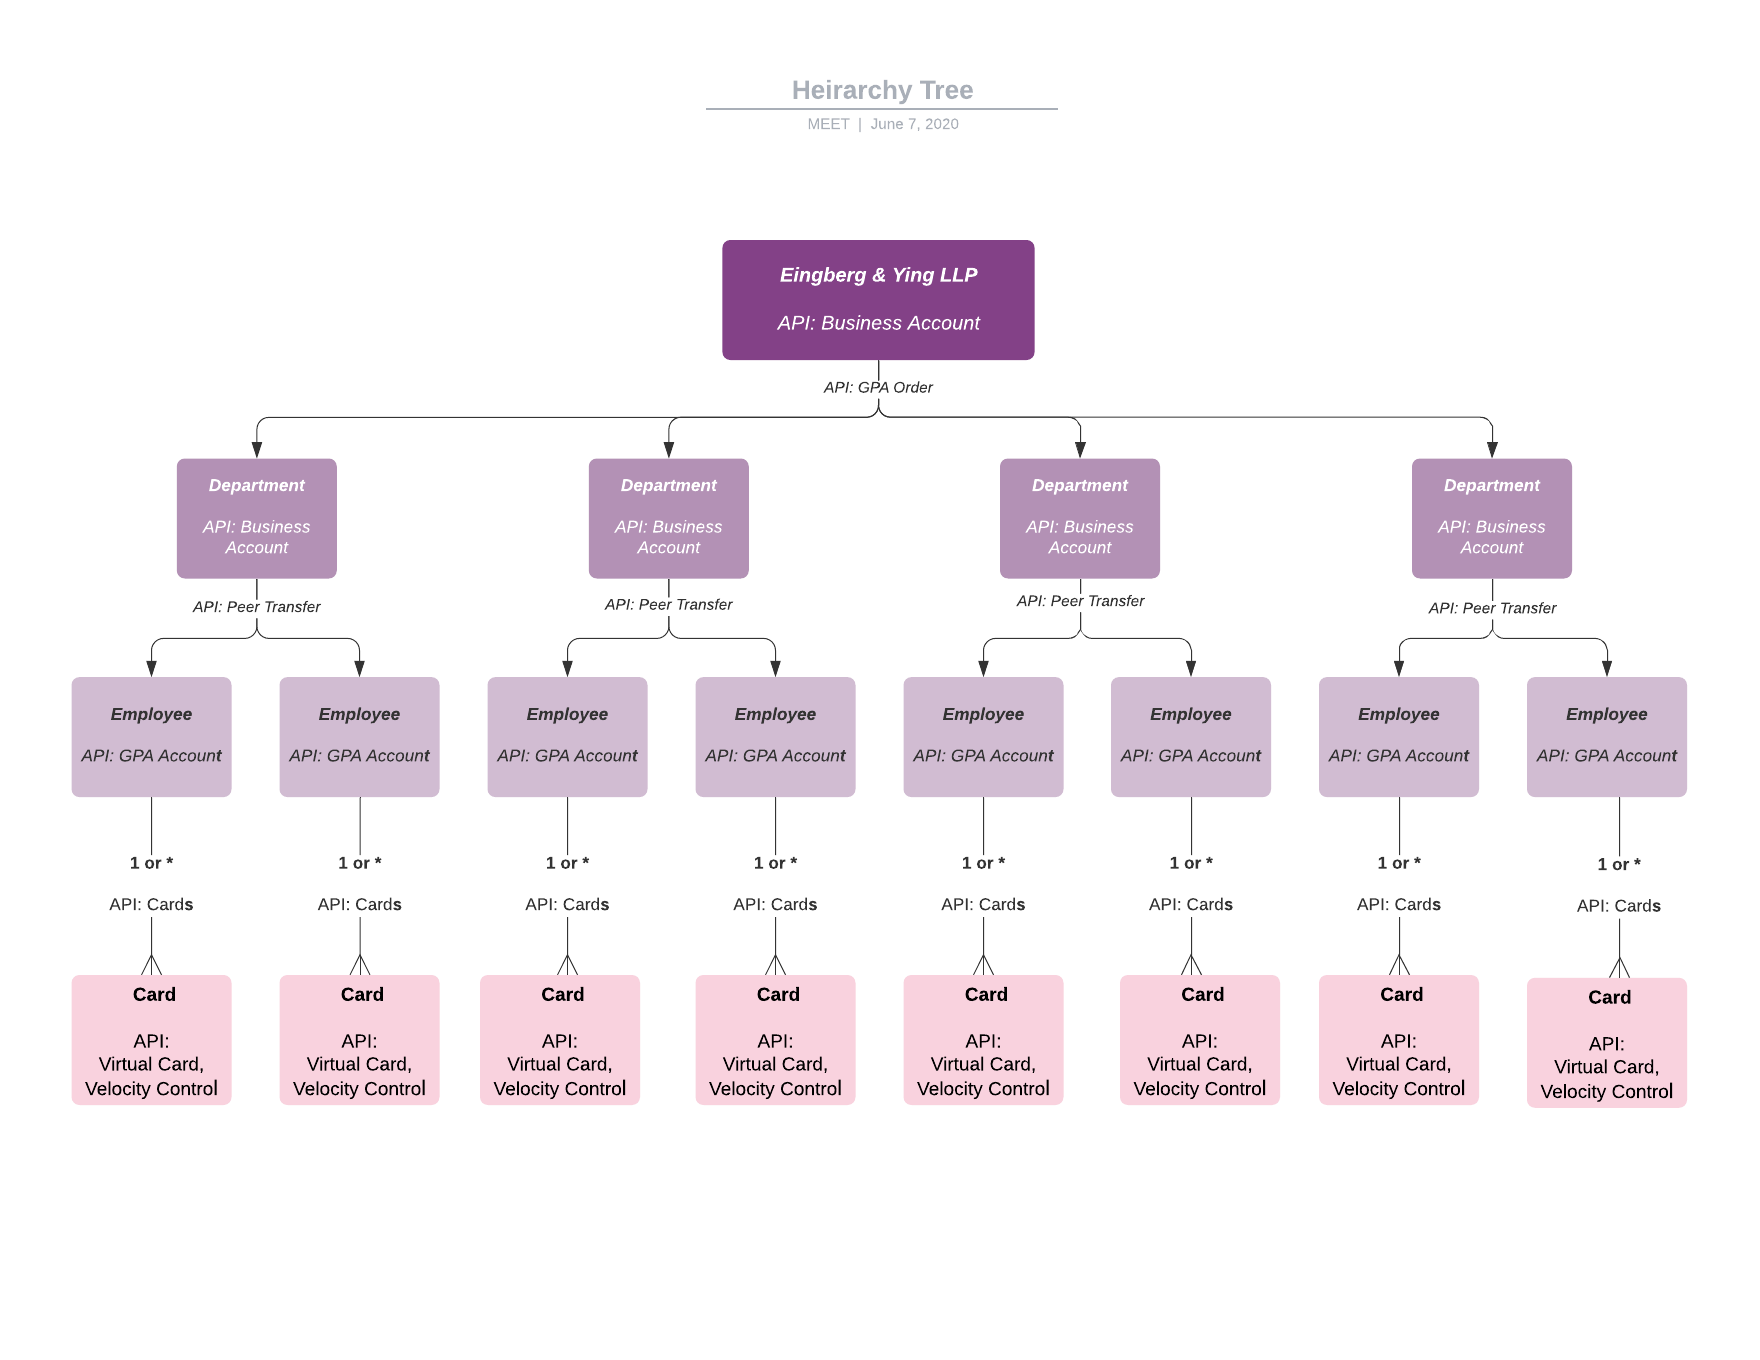 Heirarchy Tree
MEET | June 7, 2020
Eingberg & Ying LLP
API: Business Account
API: GPA Order
Department
API: Business
Account
Department
API: Business
Account
Department
API: Business
Account
Department
API: Business
Account
API: Peer Transfer
API: Peer Transfer
API: Peer Transfer
API: Peer Transfer
Employee
API: GPA Account
Employee
API: GPA Account
Employee
API: GPA Account
Employee
API: GPA Account
Employee
API: GPA Account
Employee
API: GPA Account
Employee
API: GPA Account
Employee
API: GPA Account
1 or *
API: Cards
1 or *
API: Cards
1 or *
API: Cards
1 or *
API: Cards
1 or *
API: Cards
1 or *
API: Cards
1 or *
API: Cards
1 or *
API: Cards
Card
API:
Virtual Card,
Velocity Control
Card
API:
Virtual Card,
Velocity Control
Card
API:
Virtual Card,
Velocity Control
Card
API:
Virtual Card,
Velocity Control
Card
API:
Virtual Card,
Velocity Control
Card
API:
Virtual Card,
Velocity Control
Card
API:
Virtual Card,
Velocity Control
Card
API:
Virtual Card,
Velocity Control